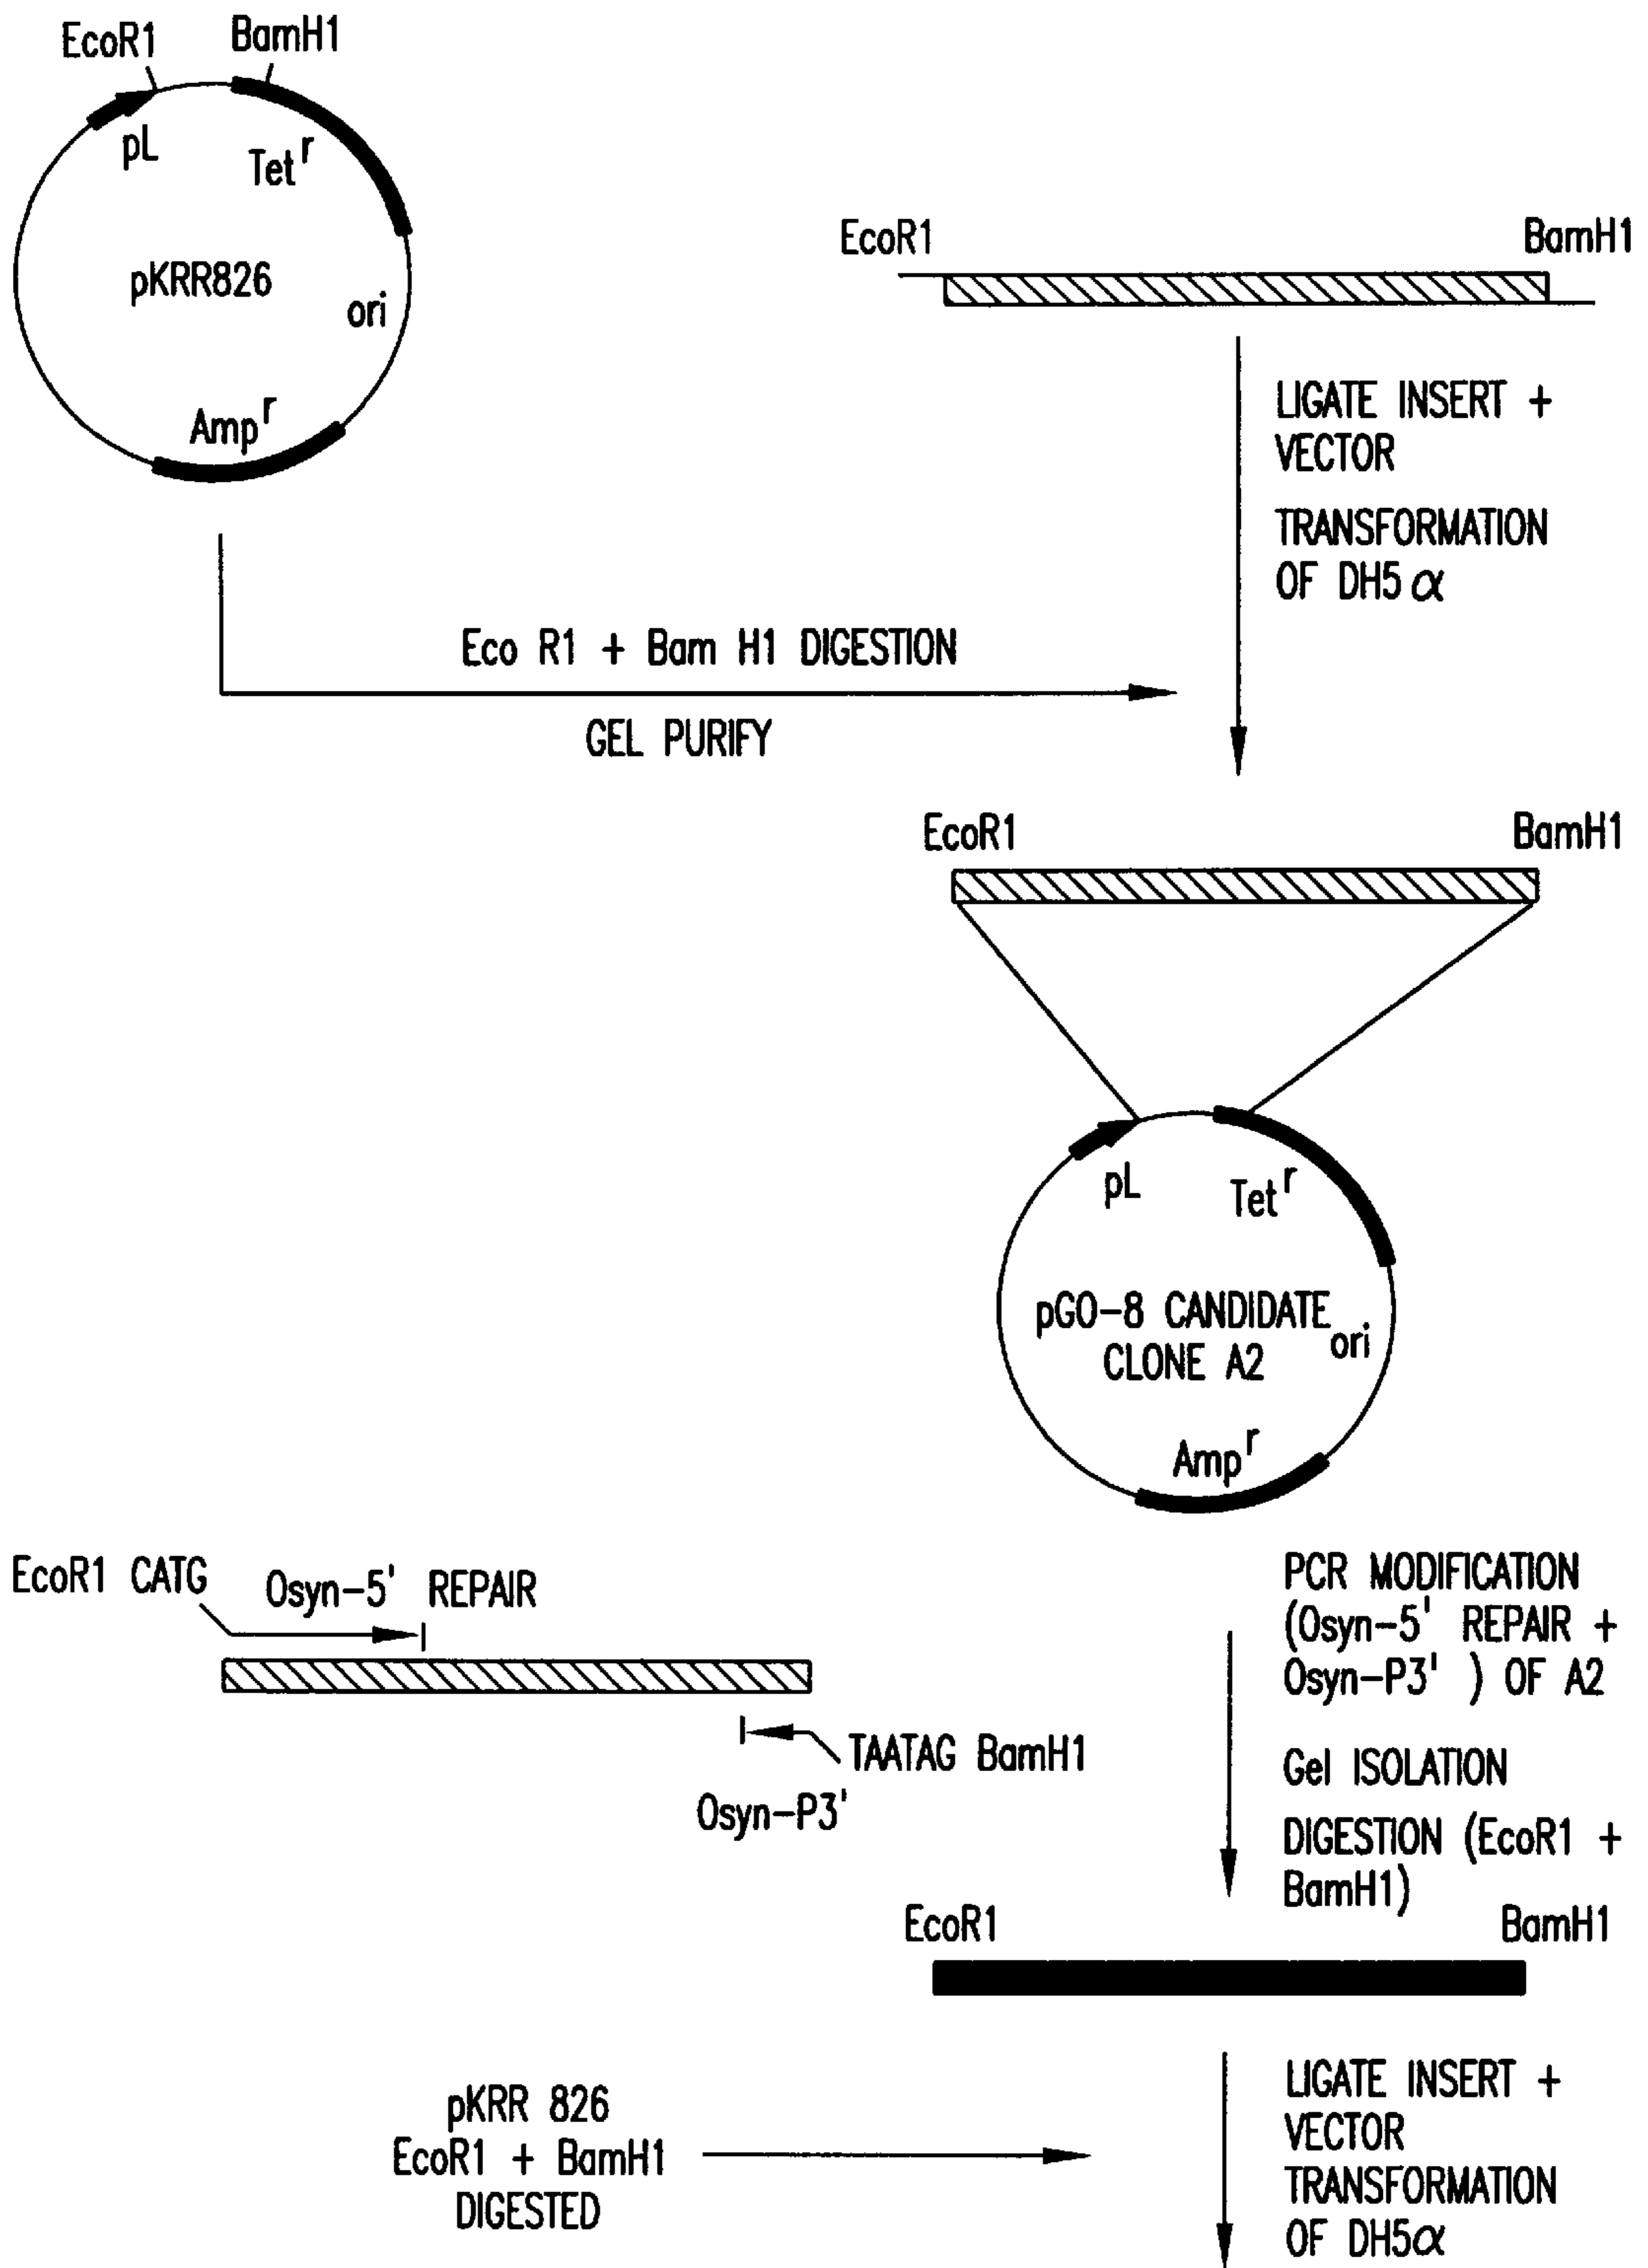 EcoR1
BamH1
pL
Tet r
pKRR826
ori
Amp r
EcoR1
BamH1
LIGATE INSERT +
VECTOR
TRANSFORMATION
OF DH5α
Eco R1 + Bam H1 DIGESTION
GEL PURIFY
EcoR1
BamH1
pL
Tet r
pGO-8 CANDIDATE
CLONE A2
ori
Amp r
EcoR1 CATG
Osyn-5' REPAIR
TAATAG BamH1
Osyn-P3'
PCR MODIFICATION
(Osyn-5' REPAIR +
Osyn-P3' ) OF A2
Gel ISOLATION
DIGESTION (EcoR1 +
BamH1)
EcoR1
BamH1
pKRR 826
EcoR1 + BamH1
DIGESTED
LIGATE INSERT +
VECTOR
TRANSFORMATION
OF DH5α